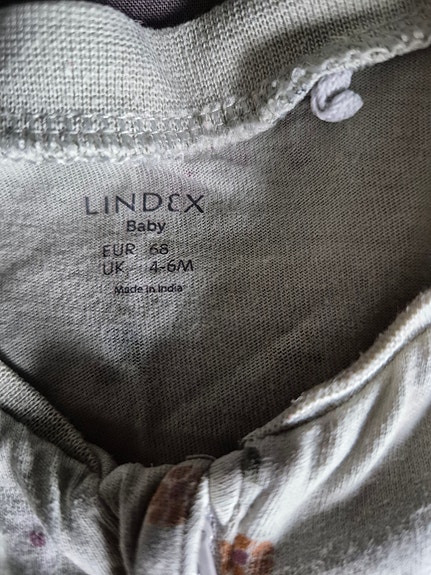 LINDEX
Baby
EUR 68
UK 4-6M
Made in India